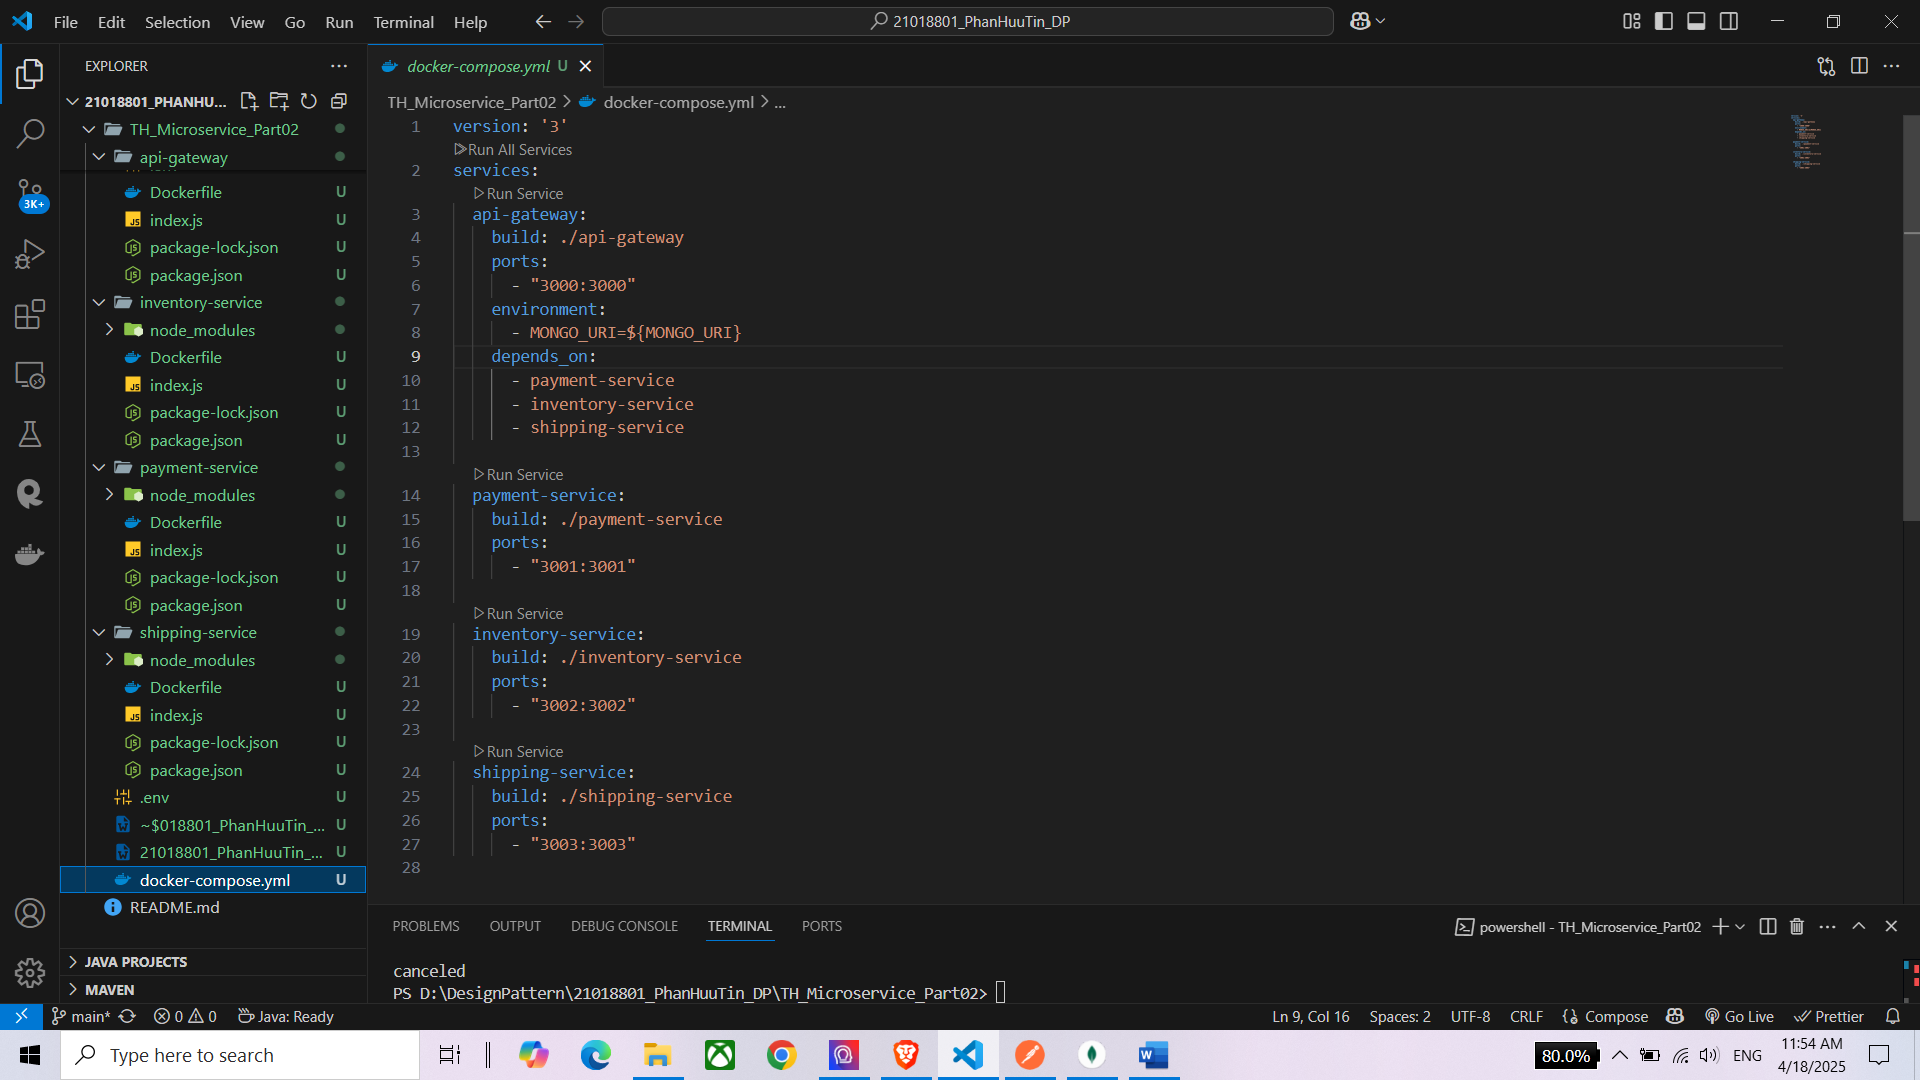 File Edit Selection View Go Run Terminal Help
21018801_PhanHuuTin_DP
EXPLORER
21018801_PHANHU...
TH_Microservice_Part02
api-gateway
Dockerfile U
index.js U
package-lock.json U
package.json U
inventory-service
node_modules
Dockerfile U
index.js U
package-lock.json U
package.json U
payment-service
node_modules
Dockerfile U
index.js U
package-lock.json U
package.json U
shipping-service
node_modules
Dockerfile U
index.js U
package-lock.json U
package.json U
.env U
~$018801_PhanHuuTin_... U
21018801_PhanHuuTin_... U
docker-compose.yml U
README.md
JAVA PROJECTS
MAVEN
3K+
docker-compose.yml U
TH_Microservice_Part02 > docker-compose.yml > ...
1 version: '3'
Run All Services
2 services:
Run Service
3 api-gateway:
4 build: ./api-gateway
5 ports:
6 - "3000:3000"
7 environment:
8 - MONGO_URI=${MONGO_URI}
9 depends_on:
10 - payment-service
11 - inventory-service
12 - shipping-service
13
Run Service
14 payment-service:
15 build: ./payment-service
16 ports:
17 - "3001:3001"
18
Run Service
19 inventory-service:
20 build: ./inventory-service
21 ports:
22 - "3002:3002"
23
Run Service
24 shipping-service:
25 build: ./shipping-service
26 ports:
27 - "3003:3003"
28
PROBLEMS OUTPUT DEBUG CONSOLE TERMINAL PORTS
powershell - TH_Microservice_Part02
canceled
PS D:\DesignPattern\21018801_PhanHuuTin_DP\TH_Microservice_Part02>
main* 0 0 Java: Ready
Ln 9, Col 16 Spaces: 2 UTF-8 CRLF Compose Go Live Prettier
Type here to search
80.0% ENG
11:54 AM
4/18/2025